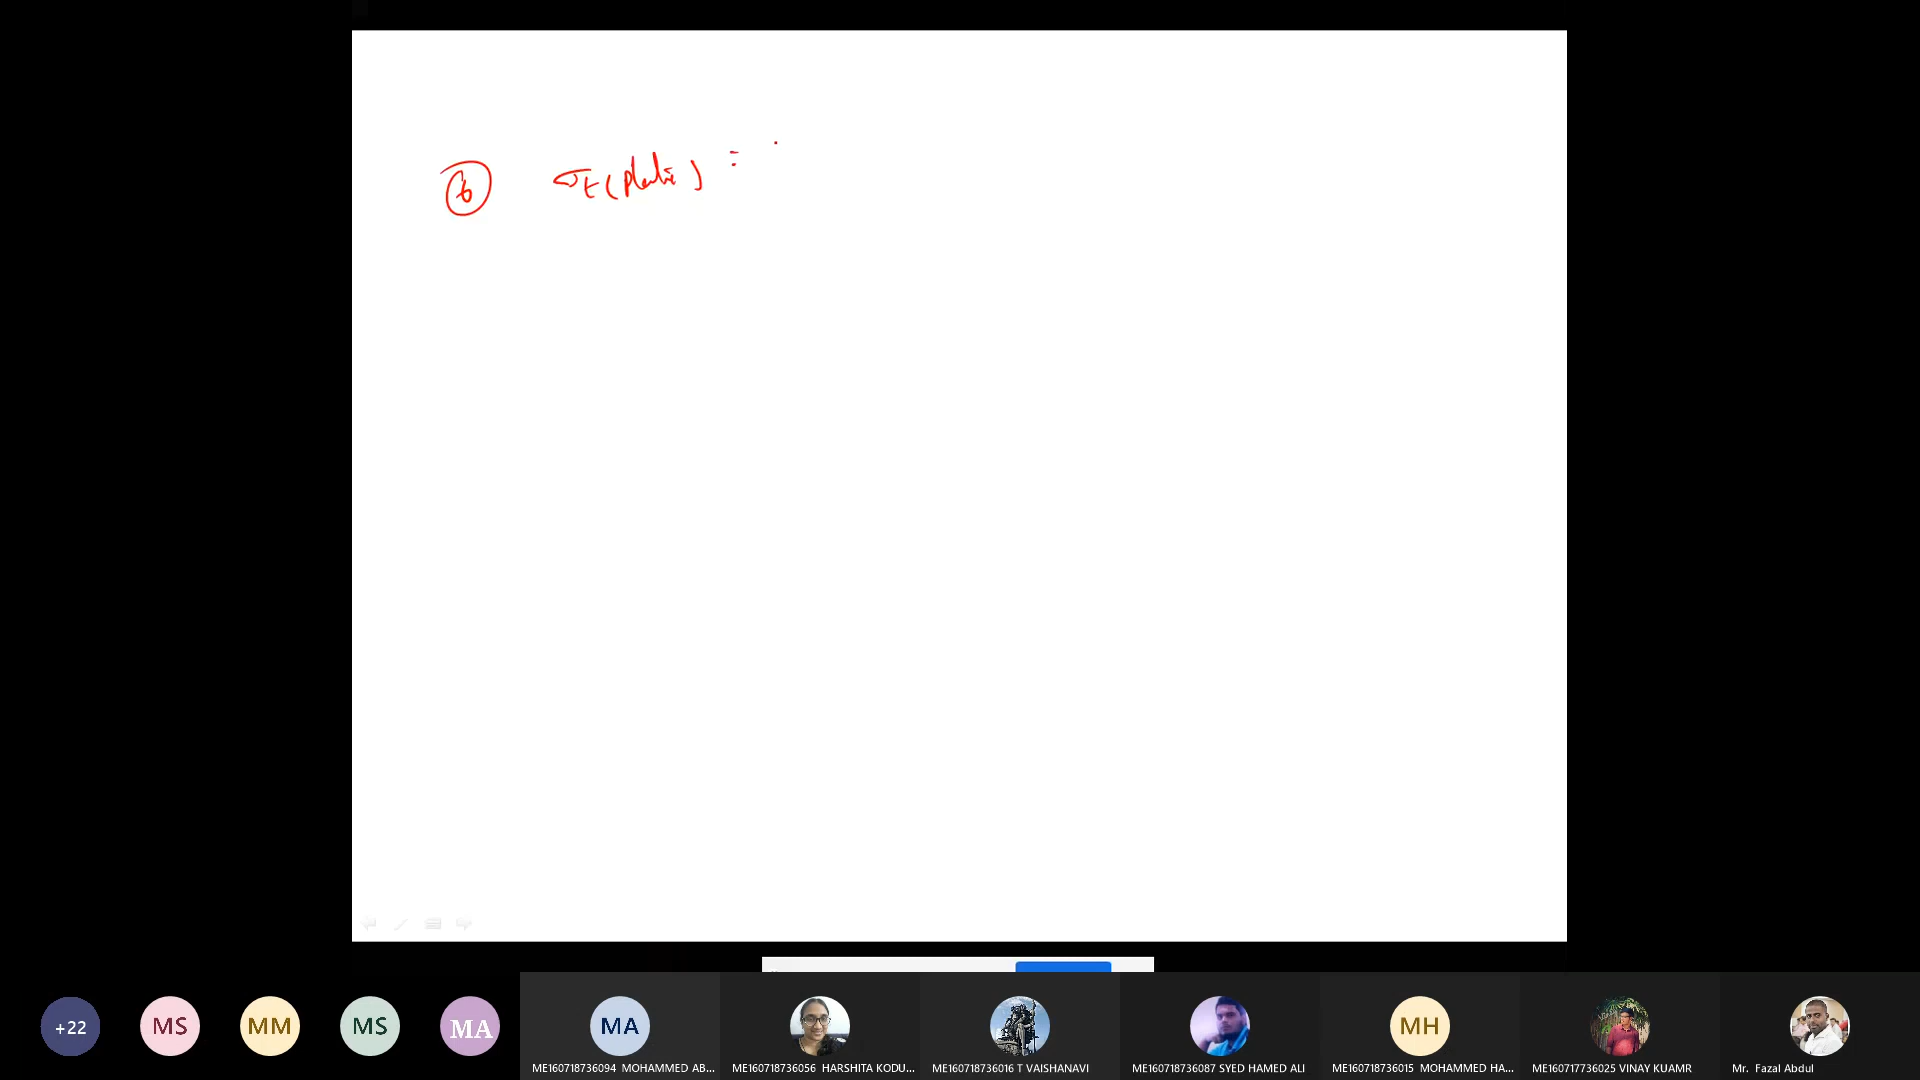 6 σt (plastic) =
+22
MS
MM
MS
MA
MA
MH
ME160718736094 MOHAMMED AB...
ME160718736056 HARSHITA KODU...
ME160718736016 T VAISHANAVI
ME160718736087 SYED HAMED ALI
ME160718736015 MOHAMMED HA...
ME160717736025 VINAY KUAMR
Mr. Fazal Abdul